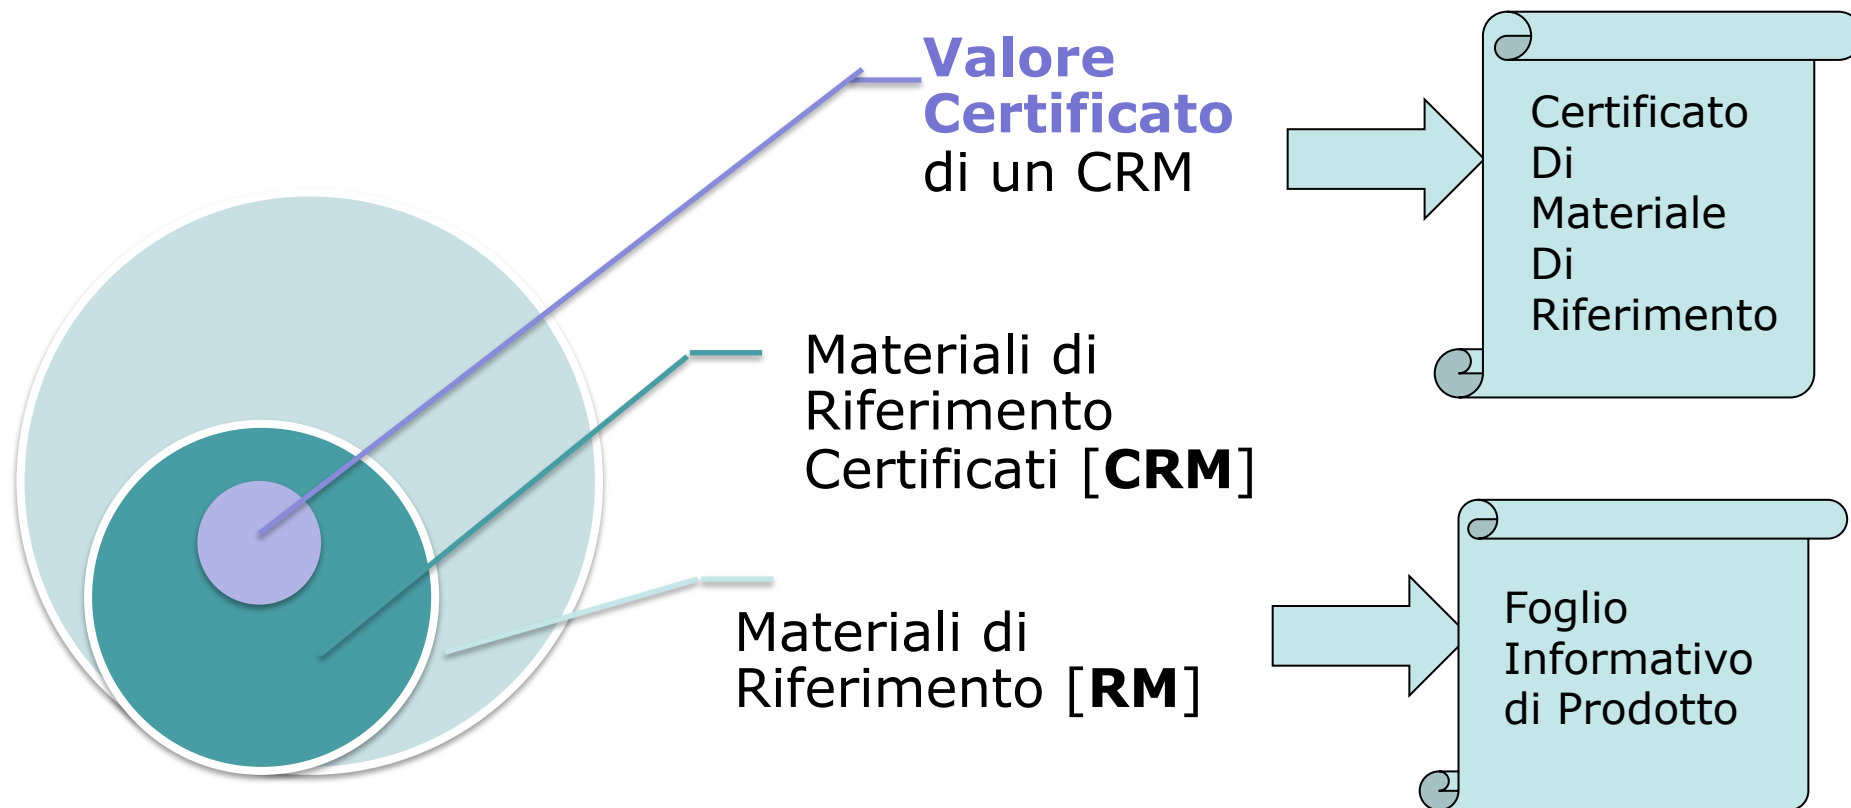 Valore
Certificato
di un CRM
Certificato
Di
Materiale
Di
Riferimento
Materiali di
Riferimento
Certificati [CRM]
Materiali di
Riferimento [RM]
Foglio
Informativo
di Prodotto